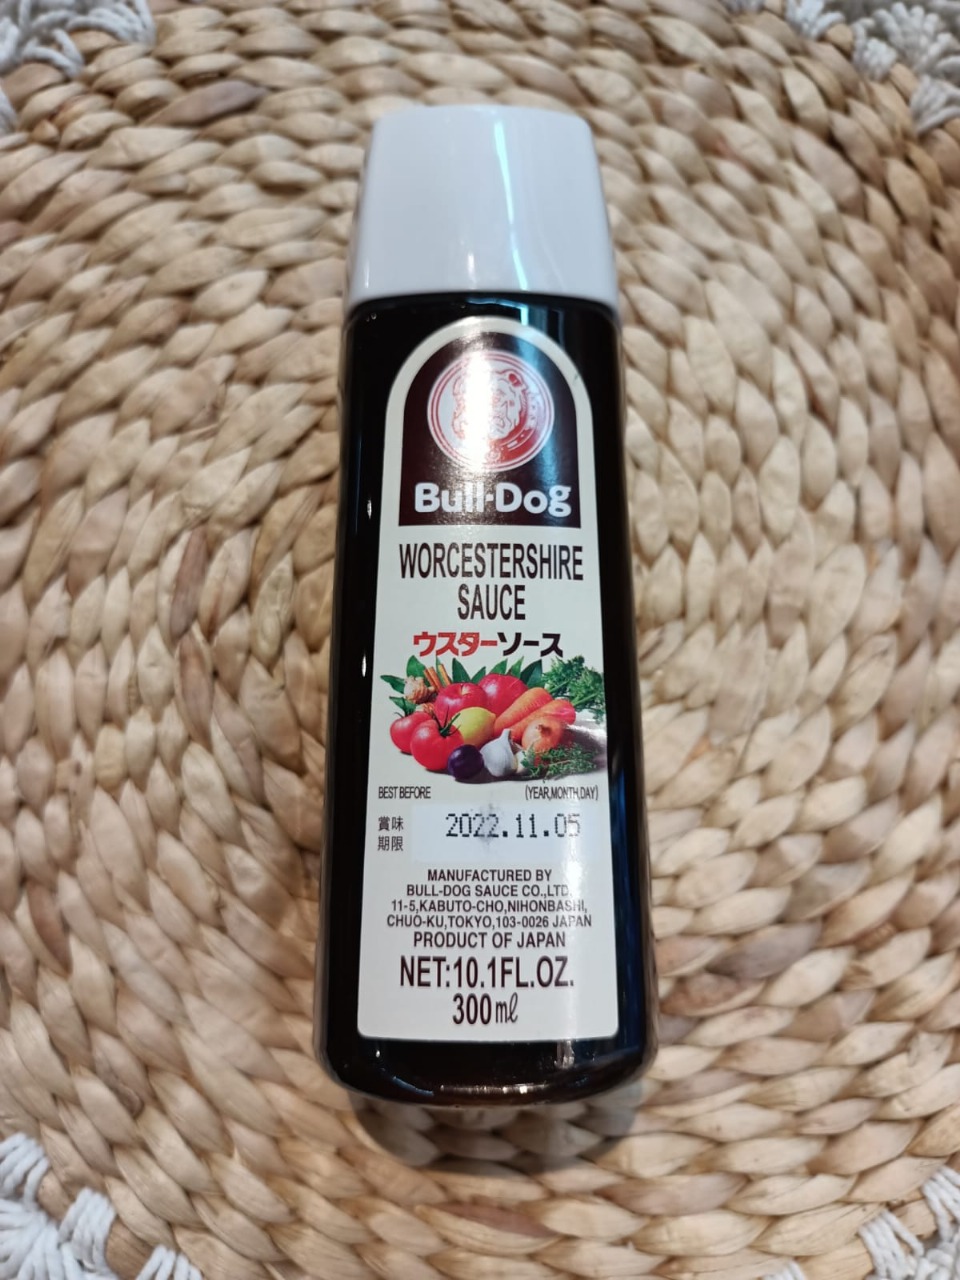 Bull-Dog
WORCESTERSHIRE
SAUCE
ウスターソース
BEST BEFORE (YEAR,MONTH,DAY)
賞味
期限
2022.11.05
MANUFACTURED BY
BULL-DOG SAUCE CO.,LTD.
11-5,KABUTO-CHO,NIHONBASHI,
CHUO-KU,TOKYO,103-0026 JAPAN
PRODUCT OF JAPAN
NET:10.1FL.OZ.
300ml